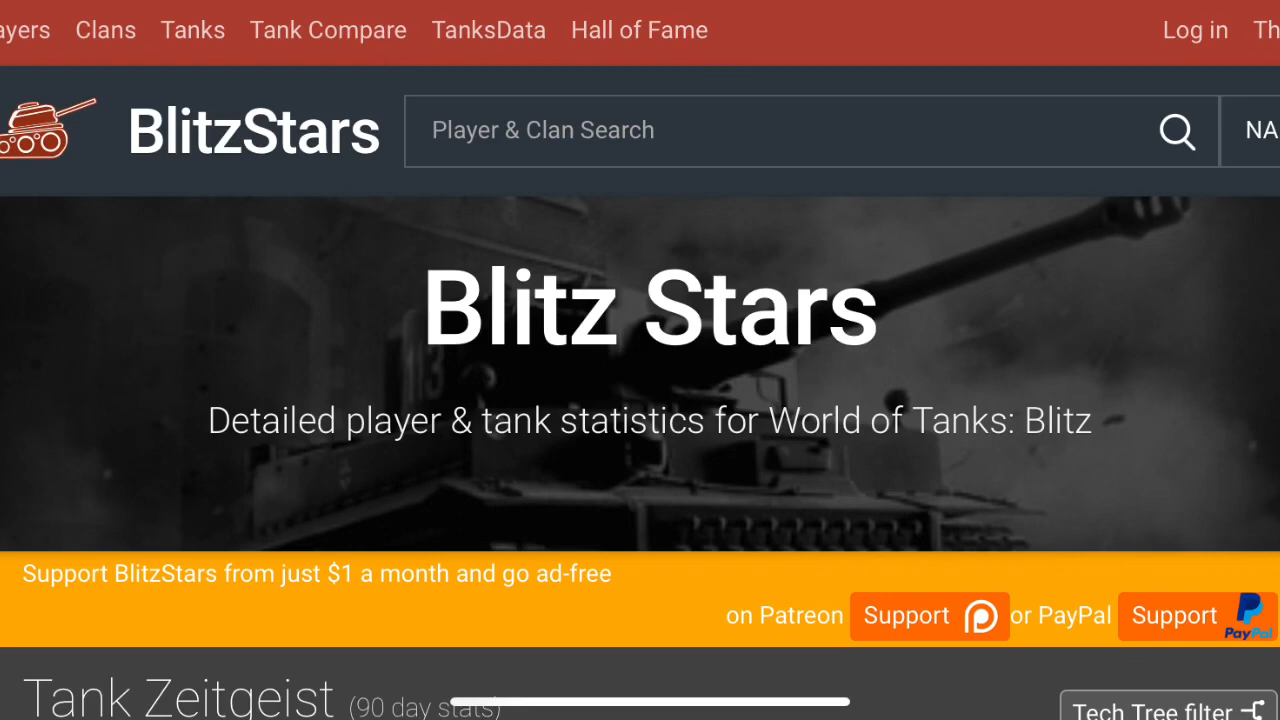 ayers Clans Tanks Tank Compare TanksData Hall of Fame Log in Th
BlitzStars Player & Clan Search NA
Blitz Stars
Detailed player & tank statistics for World of Tanks: Blitz
Support BlitzStars from just $1 a month and go ad-free
on Patreon Support or PayPal Support PayPal
Tank Zeitgeist (90 day stats)
Tech Tree filter